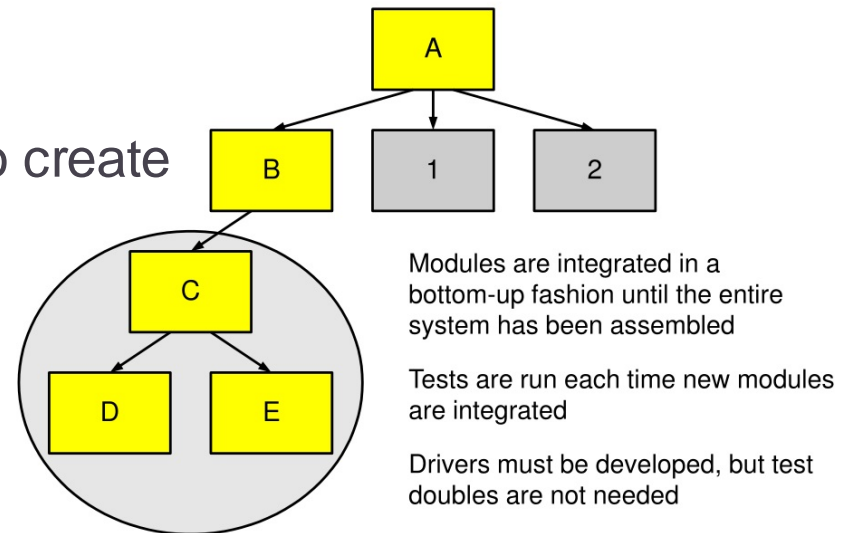 A
o create
B
1
2
C
D
E
Modules are integrated in a
bottom-up fashion until the entire
system has been assembled
Tests are run each time new modules
are integrated
Drivers must be developed, but test
doubles are not needed